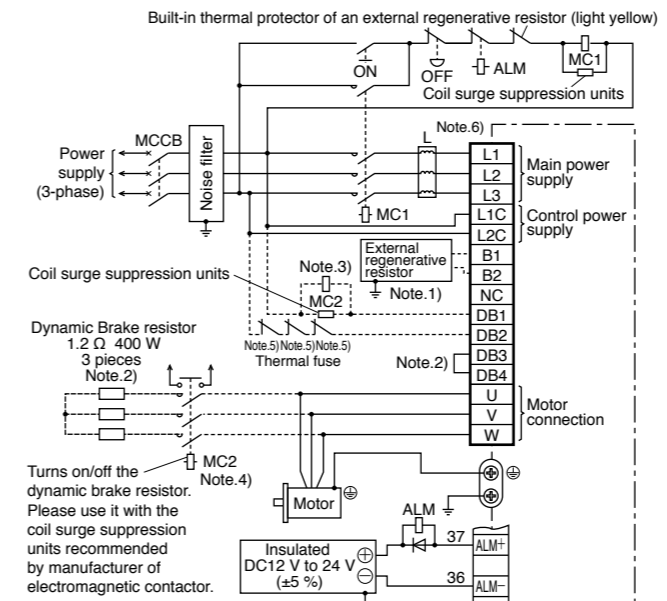 Built-in thermal protector of an external regenerative resistor (light yellow)
ON
OFF
ALM
MC1
Coil surge suppression units
Note.6)
L
MCCB
Power
supply
(3-phase)
Noise filter
MC1
L1
L2
L3
L1C
L2C
B1
B2
NC
DB1
DB2
DB3
DB4
U
V
W
Main power
supply
Control power
supply
External
regenerative
resistor
Note.1)
Coil surge suppression units
Note.3)
MC2
Note.5) Note.5) Note.5)
Thermal fuse
Note.2)
Dynamic Brake resistor
1.2 Ω 400 W
3 pieces
Note.2)
Motor
connection
MC2
Note.4)
Turns on/off the
dynamic brake resistor.
Please use it with the
coil surge suppression
units recommended
by manufacturer of
electromagnetic contactor.
Motor
ALM
Insulated
DC12 V to 24 V
(±5 %)
37
ALM+
36
ALM−